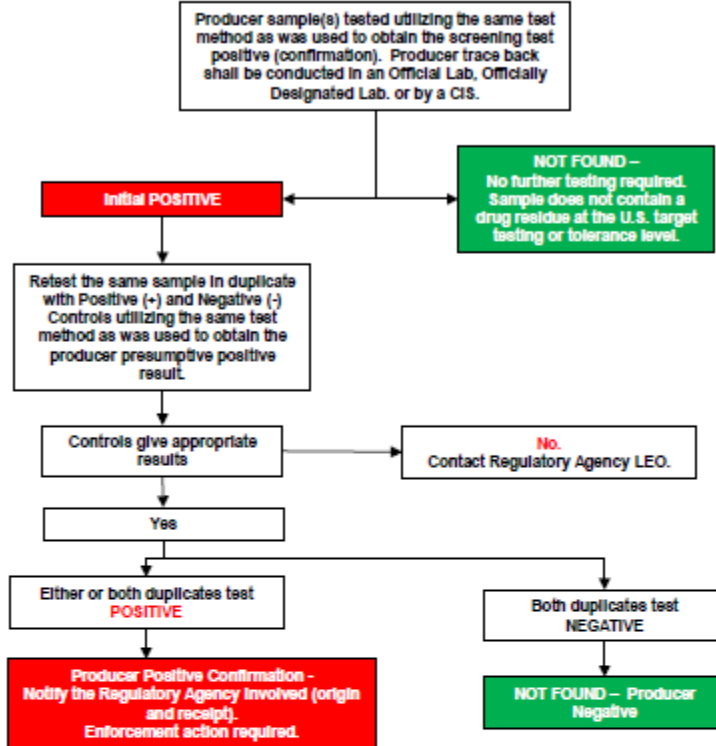 Producer sample(s) tested utilizing the same test
method as was used to obtain the screening test
positive (confirmation). Producer trace back
shall be conducted in an Official Lab, Officially
Designated Lab. or by a CIS.
NOT FOUND –
No further testing required.
Sample does not contain a
drug residue at the U.S. target
testing or tolerance level.
Initial POSITIVE
Retest the same sample in duplicate
with Positive (+) and Negative (-)
Controls utilizing the same test
method as was used to obtain the
producer presumptive positive
result.
Controls give appropriate
results
No.
Contact Regulatory Agency LEO.
Yes
Either or both duplicates test
POSITIVE
Both duplicates test
NEGATIVE
Producer Positive Confirmation -
Notify the Regulatory Agency Involved (origin
and receipt).
Enforcement action required.
NOT FOUND – Producer
Negative